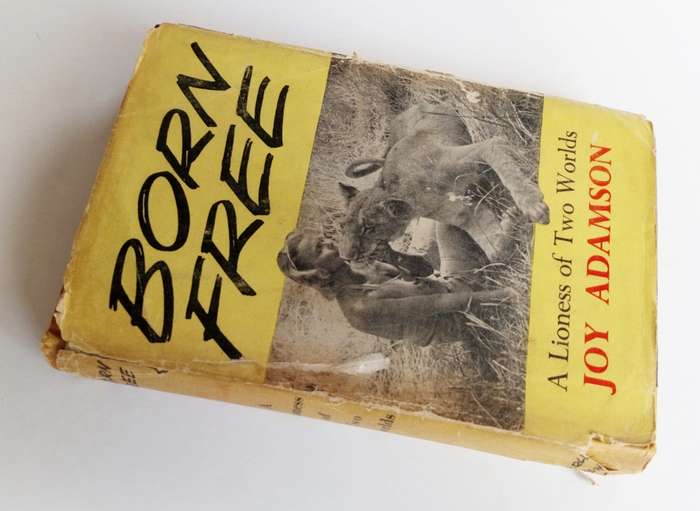 BORN
FREE
A Lioness of Two Worlds
JOY ADAMSON
A